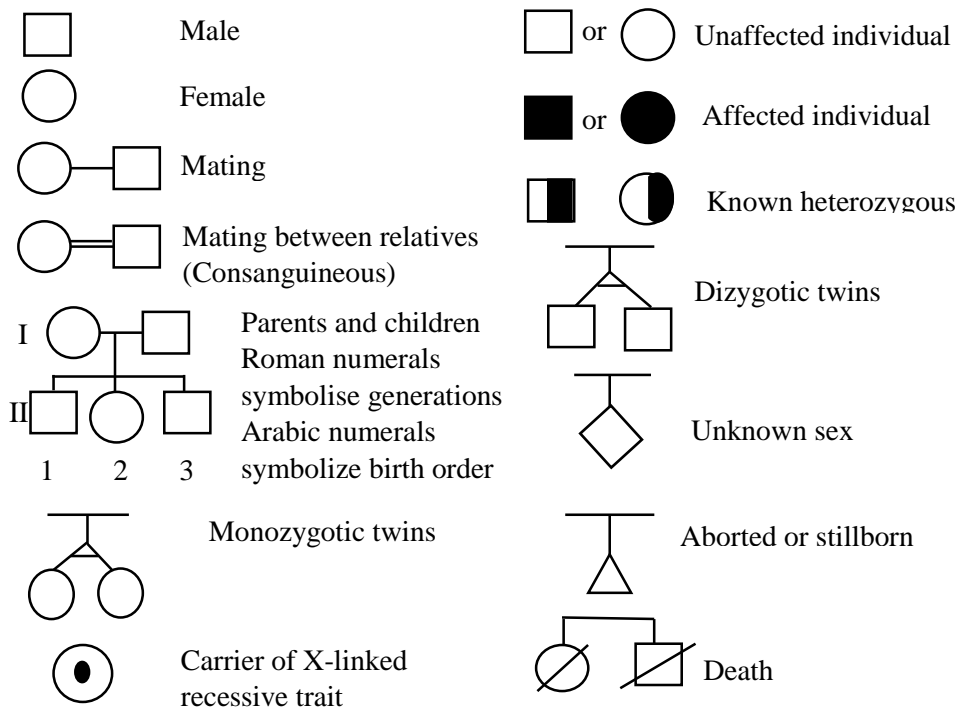 Male
Female
Mating
Mating between relatives
(Consanguineous)
I
Parents and children
Roman numerals
symbolise generations
II
Arabic numerals
1 2 3
symbolize birth order
Monozygotic twins
Carrier of X-linked
recessive trait
or Unaffected individual
or Affected individual
Known heterozygous
Dizygotic twins
Unknown sex
Aborted or stillborn
Death